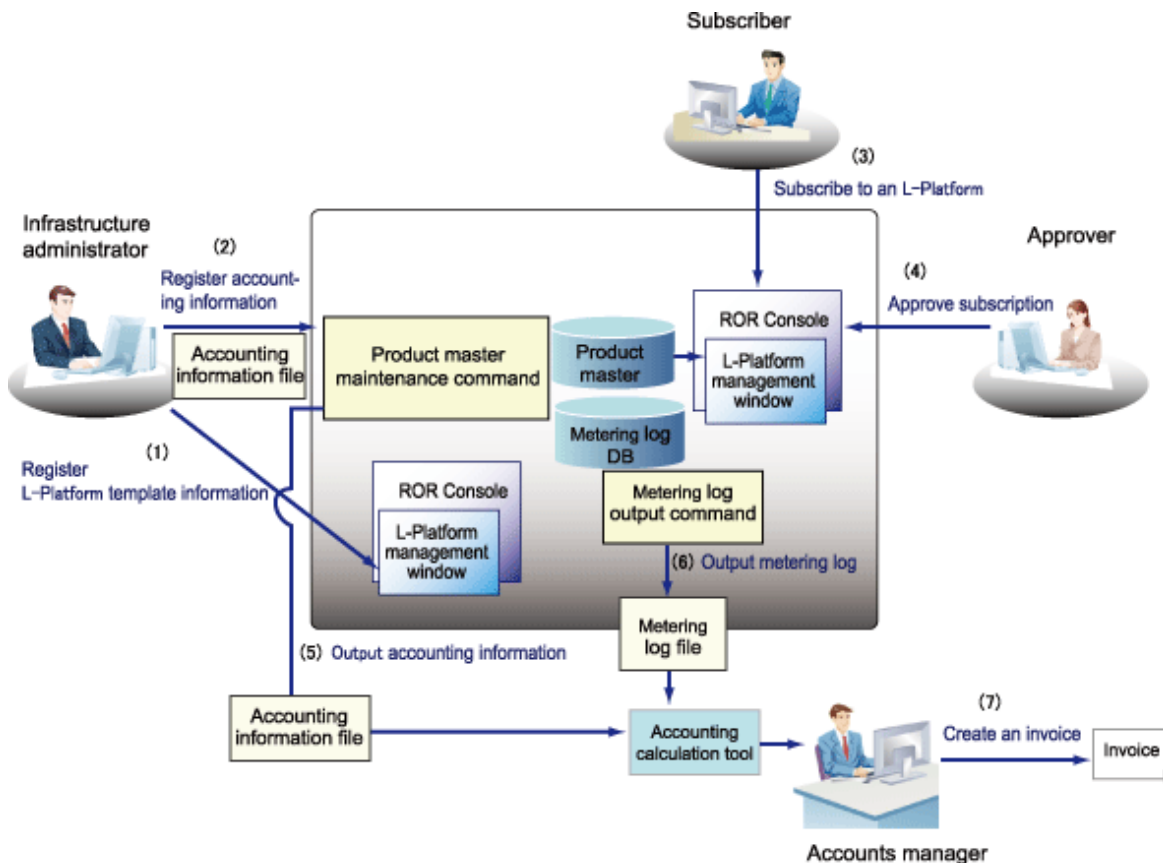 Subscriber
(3)
Subscribe to an L-Platform
Infrastructure
administrator
(2)
Register account-
ing information
Accounting
information file
Approver
(4)
Approve subscription
Product master
maintenance command
Product
master
ROR Console
L-Platform
management
window
Metering log
DB
(1)
Register
L-Platform template information
ROR Console
L-Platform
management
window
Metering log
output command
(6) Output metering log
Metering
log file
(5) Output accounting information
Accounting
information file
Accounting
calculation tool
(7)
Create an invoice
Invoice
Accounts manager